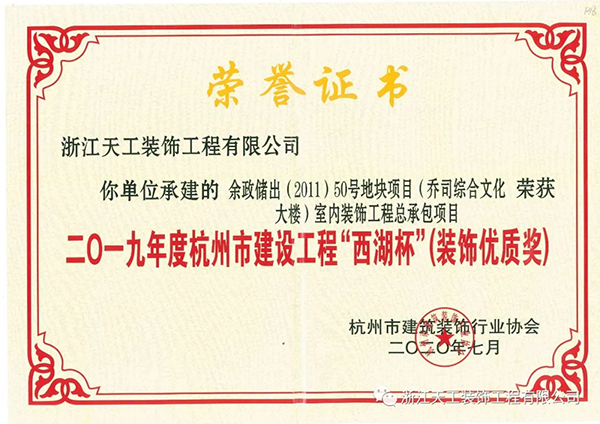 荣誉证书
浙江天工装饰工程有限公司
你单位承建的 余政储出（2011）50号地块项目（乔司综合文化 荣获
大楼）室内装饰工程总承包项目
二〇一九年度杭州市建设工程“西湖杯”(装饰优质奖)
杭州市建筑装饰行业协会
二〇二〇年七月
浙江天工装饰工程有限公司